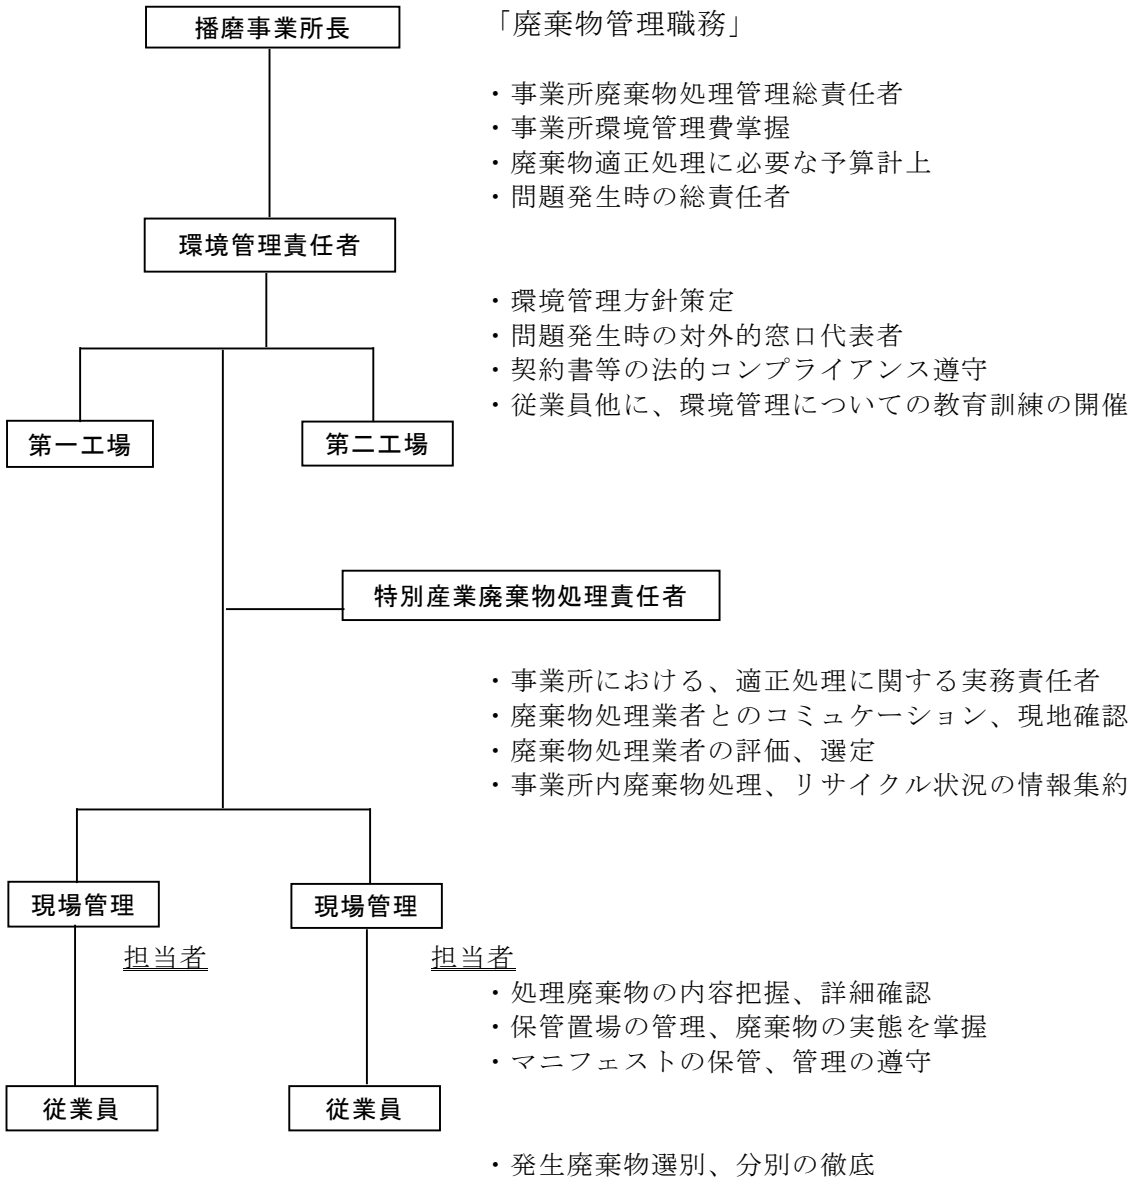 播磨事業所長
「廃棄物管理職務」
・事業所廃棄物処理管理総責任者
・事業所環境管理費掌握
・廃棄物適正処理に必要な予算計上
・問題発生時の総責任者
環境管理責任者
・環境管理方針策定
・問題発生時の対外的窓口代表者
・契約書等の法的コンプライアンス遵守
・従業員他に、環境管理についての教育訓練の開催
第一工場
第二工場
特別産業廃棄物処理責任者
・事業所における、適正処理に関する実務責任者
・廃棄物処理業者とのコミュケーション、現地確認
・廃棄物処理業者の評価、選定
・事業所内廃棄物処理、リサイクル状況の情報集約
現場管理
現場管理
担当者
担当者
・処理廃棄物の内容把握、詳細確認
・保管置場の管理、廃棄物の実態を掌握
・マニフェストの保管、管理の遵守
従業員
従業員
・発生廃棄物選別、分別の徹底